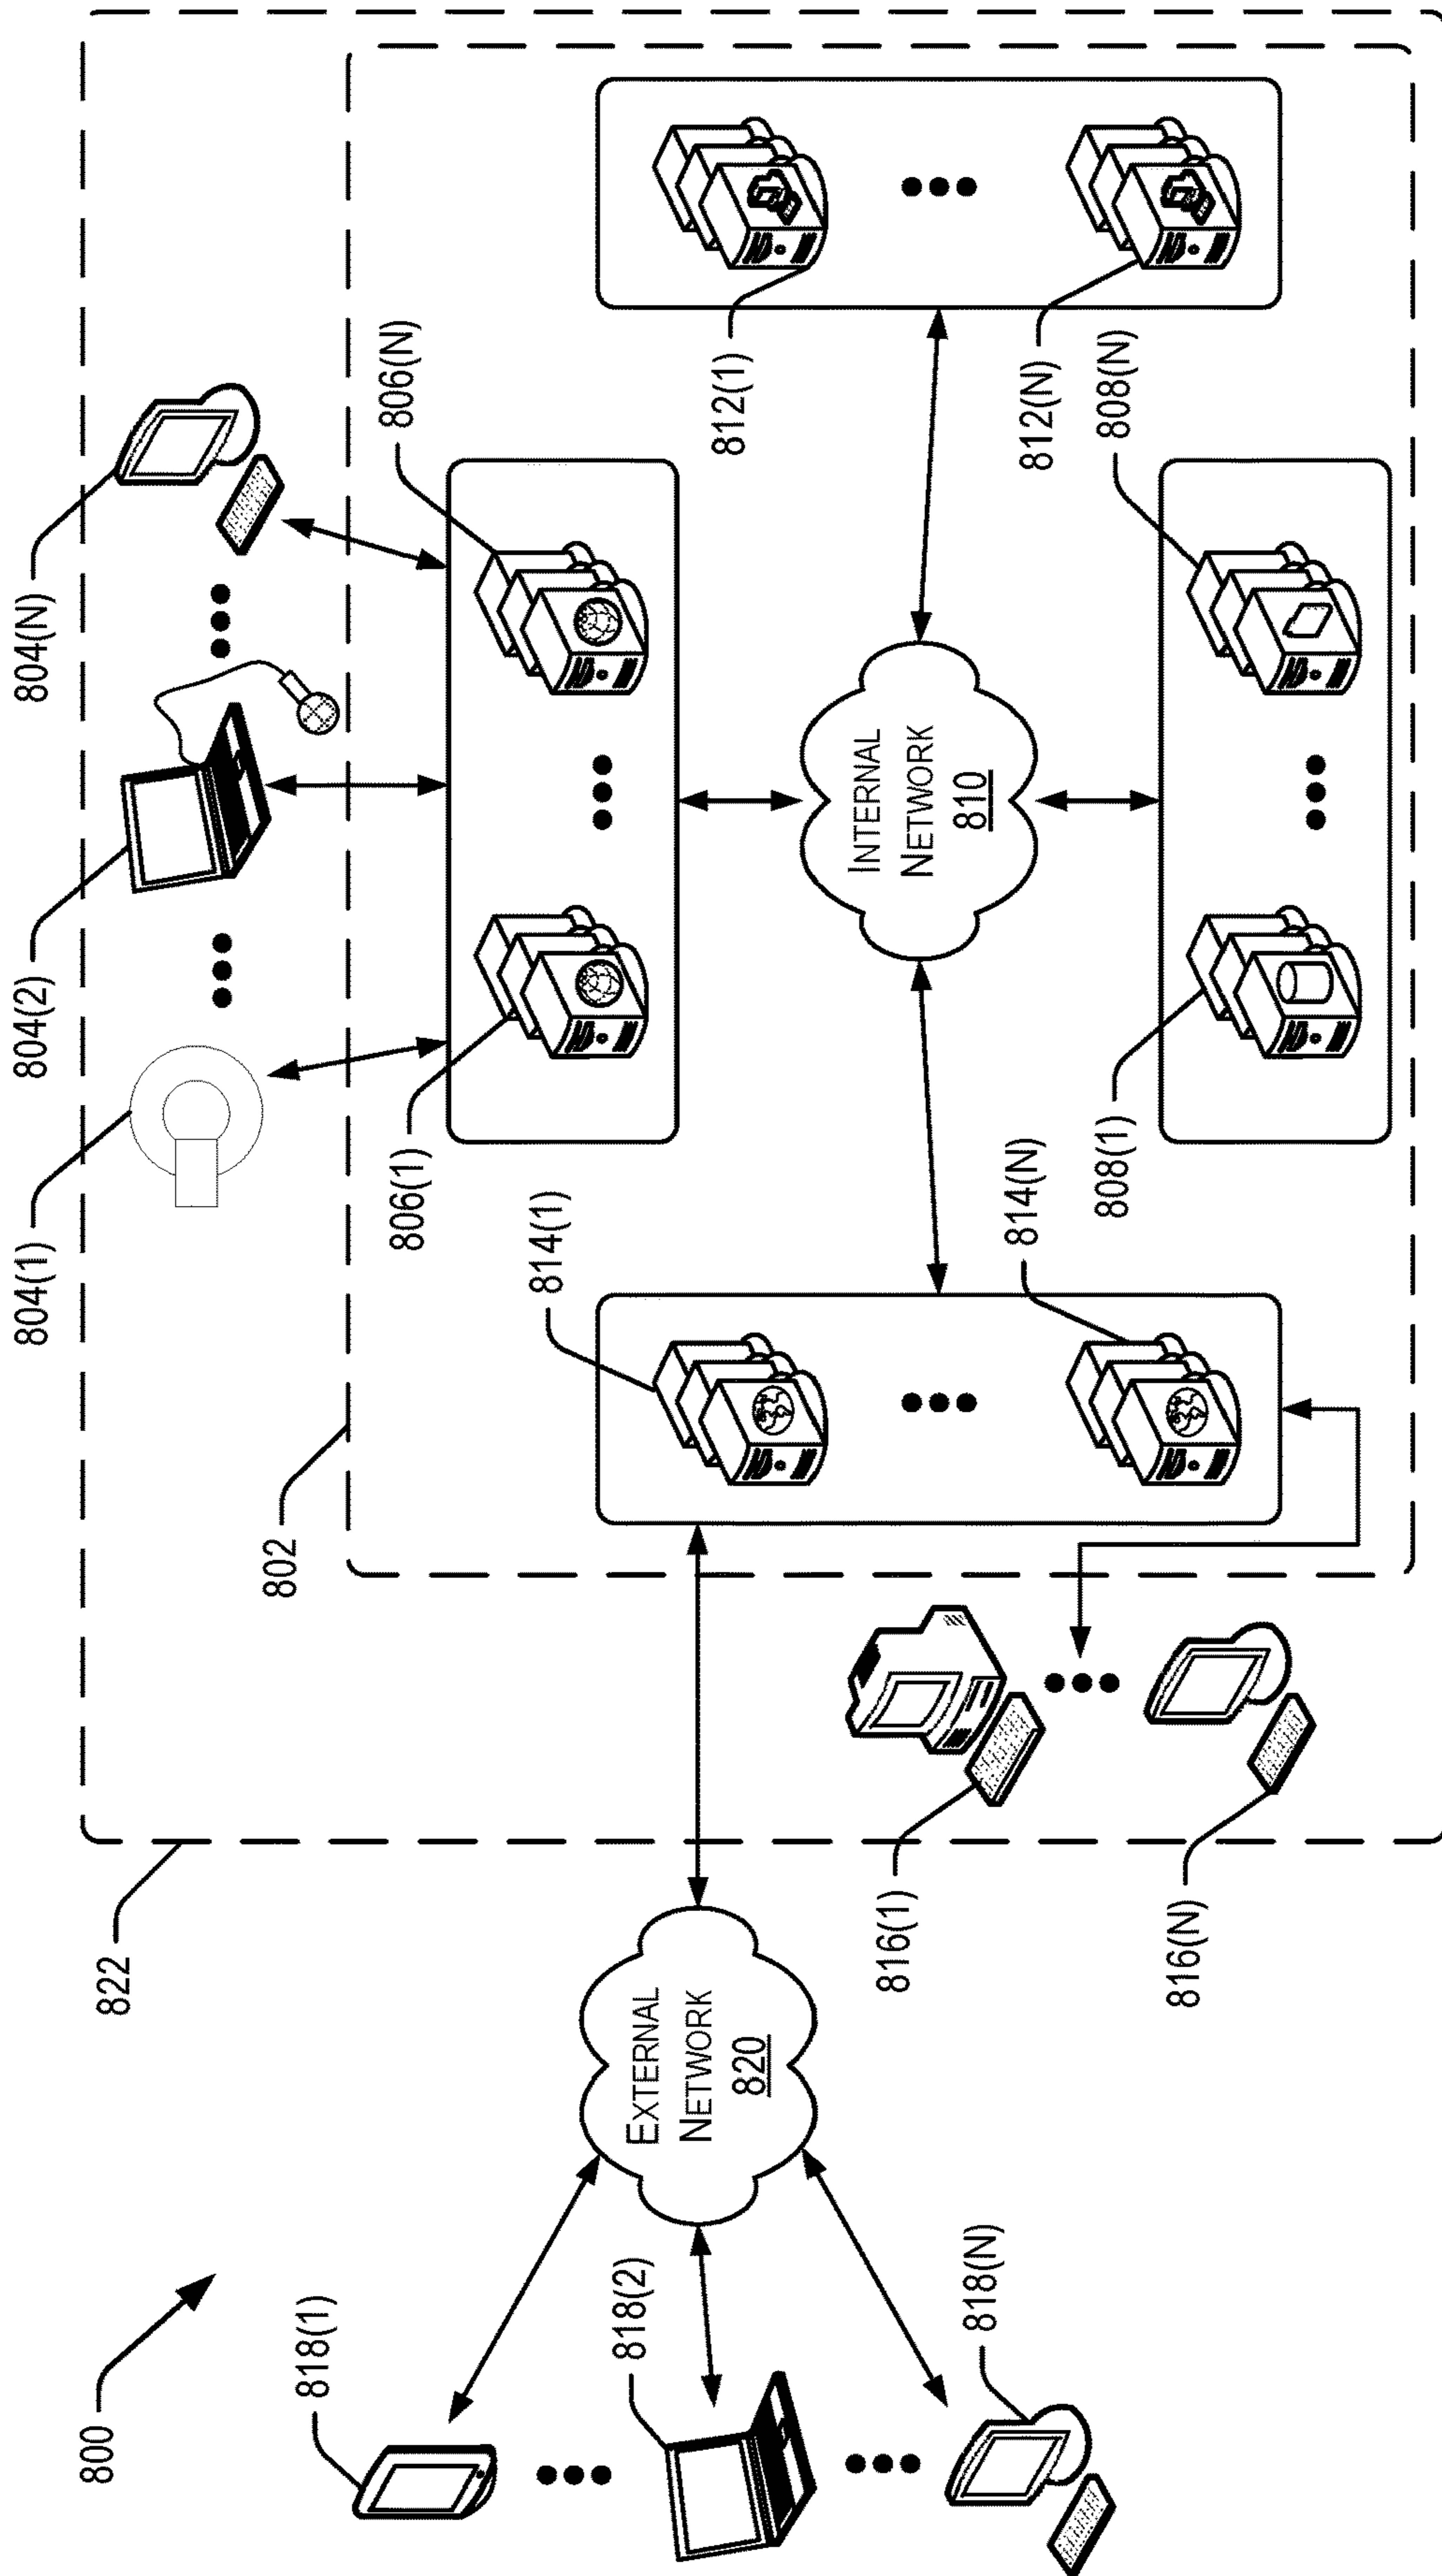 800
818(1)
818(2)
818(N)
EXTERNAL
NETWORK
820
822
816(1)
816(N)
802
804(1)
804(2)
804(N)
806(1)
806(N)
814(1)
814(N)
INTERNAL
NETWORK
810
808(1)
808(N)
812(1)
812(N)